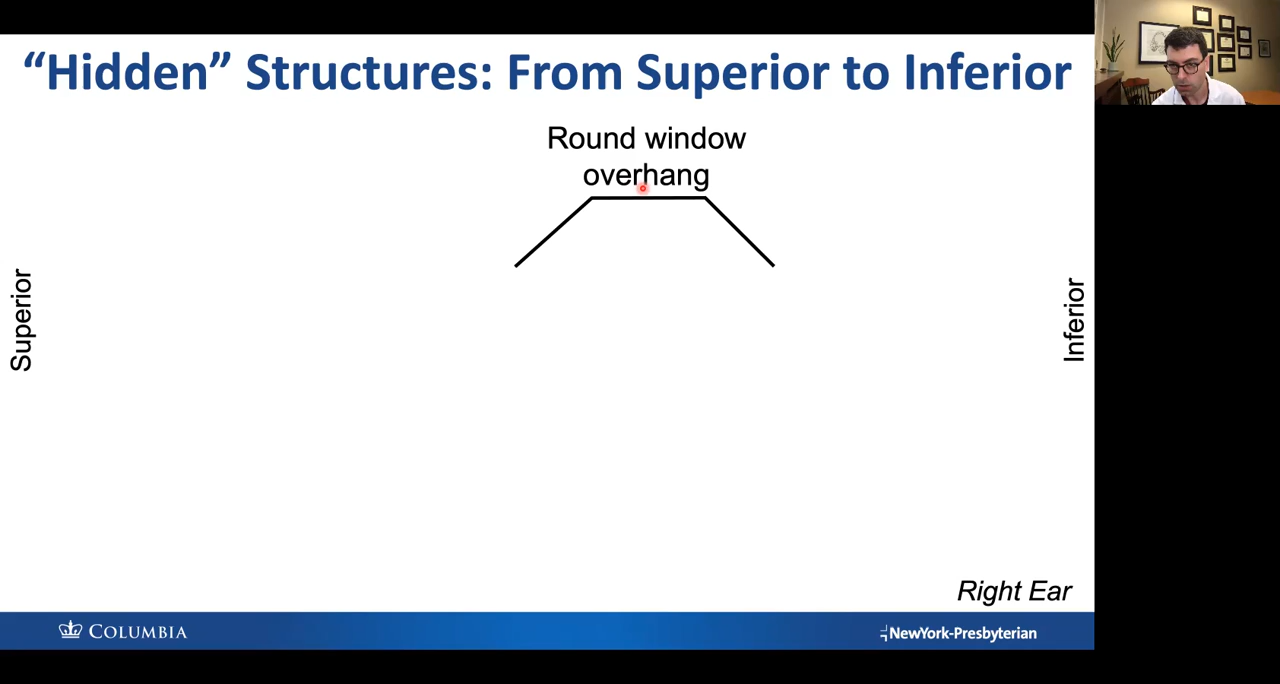 “Hidden” Structures: From Superior to Inferior
Round window
overhang
Superior
Inferior
Right Ear
COLUMBIA
NewYork-Presbyterian